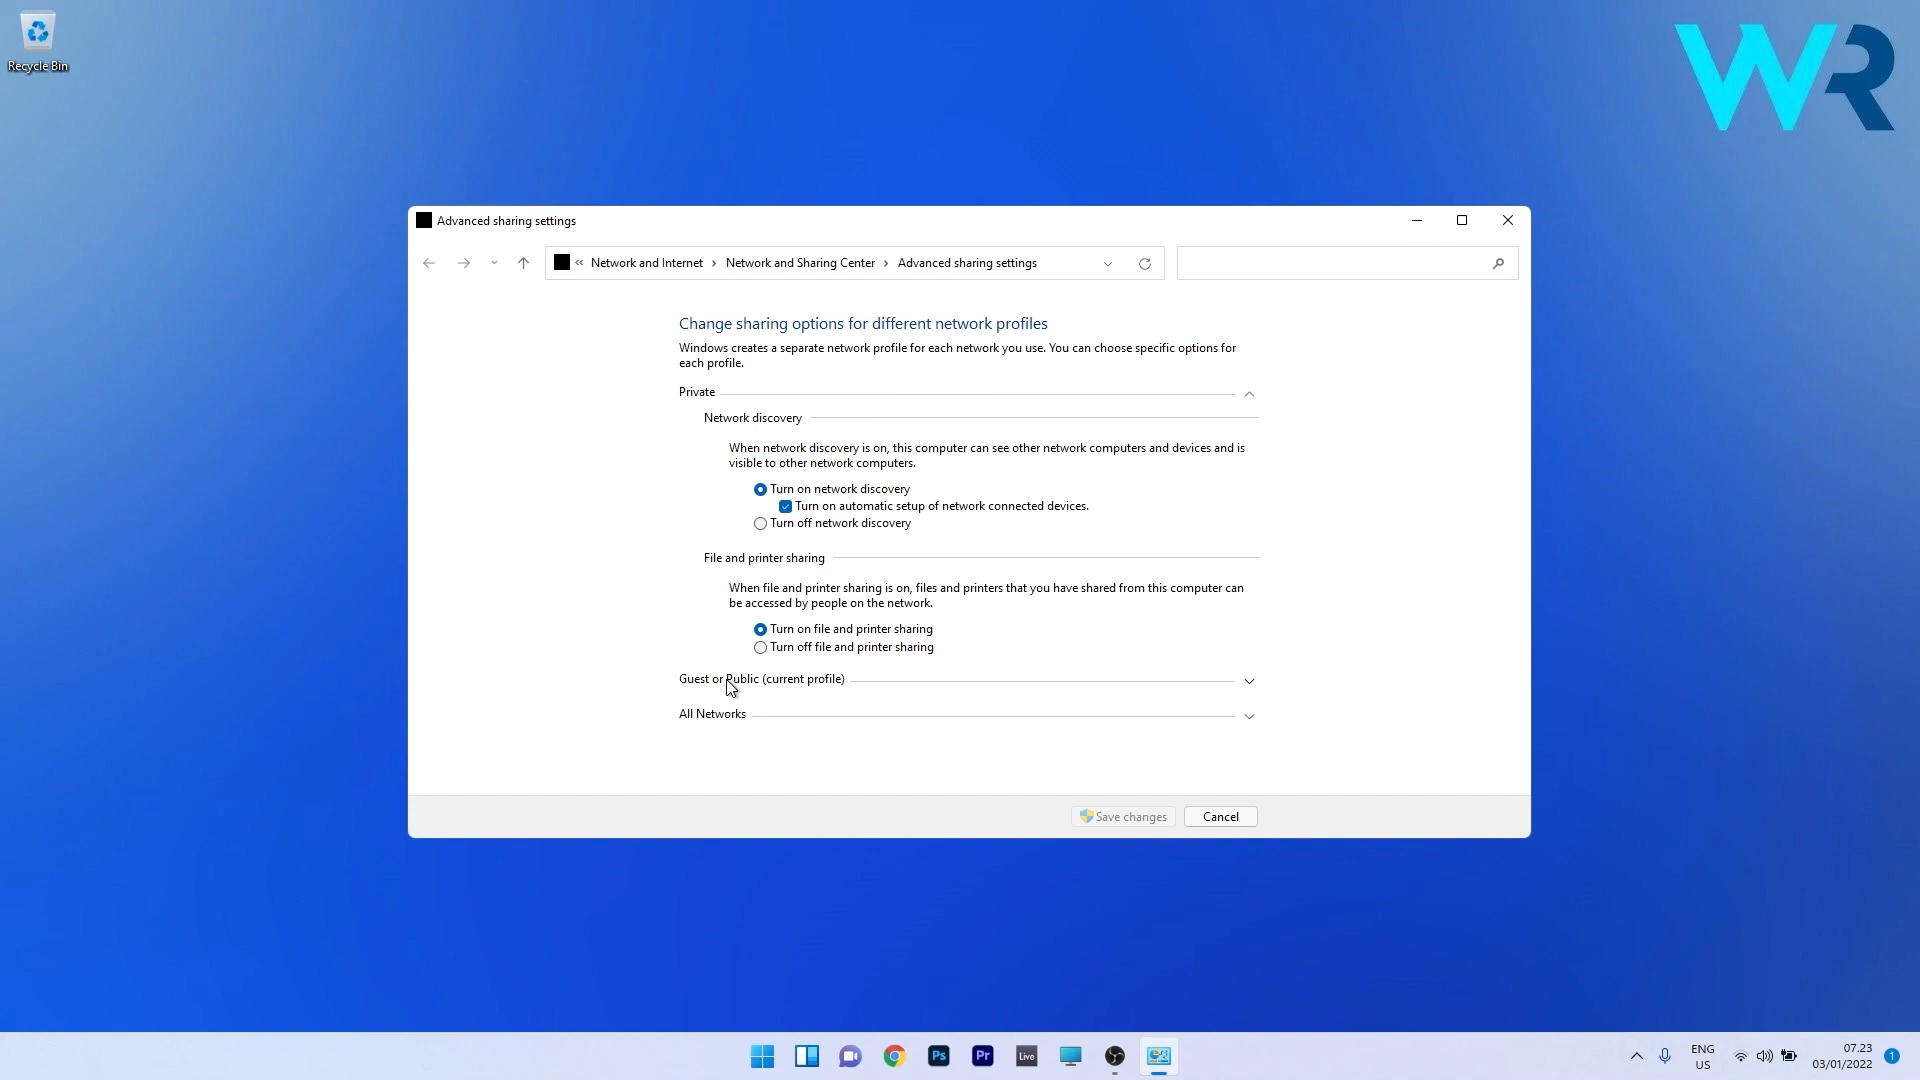 Recycle Bin
WR
Advanced sharing settings
« Network and Internet › Network and Sharing Center › Advanced sharing settings
Change sharing options for different network profiles
Windows creates a separate network profile for each network you use. You can choose specific options for
each profile.
Private
Network discovery
When network discovery is on, this computer can see other network computers and devices and is
visible to other network computers.
Turn on network discovery
Turn on automatic setup of network connected devices.
Turn off network discovery
File and printer sharing
When file and printer sharing is on, files and printers that you have shared from this computer can
be accessed by people on the network.
Turn on file and printer sharing
Turn off file and printer sharing
Guest or Public (current profile)
All Networks
Save changes
Cancel
Ps
Pr
Live
ENG
US
07.23
03/01/2022
1